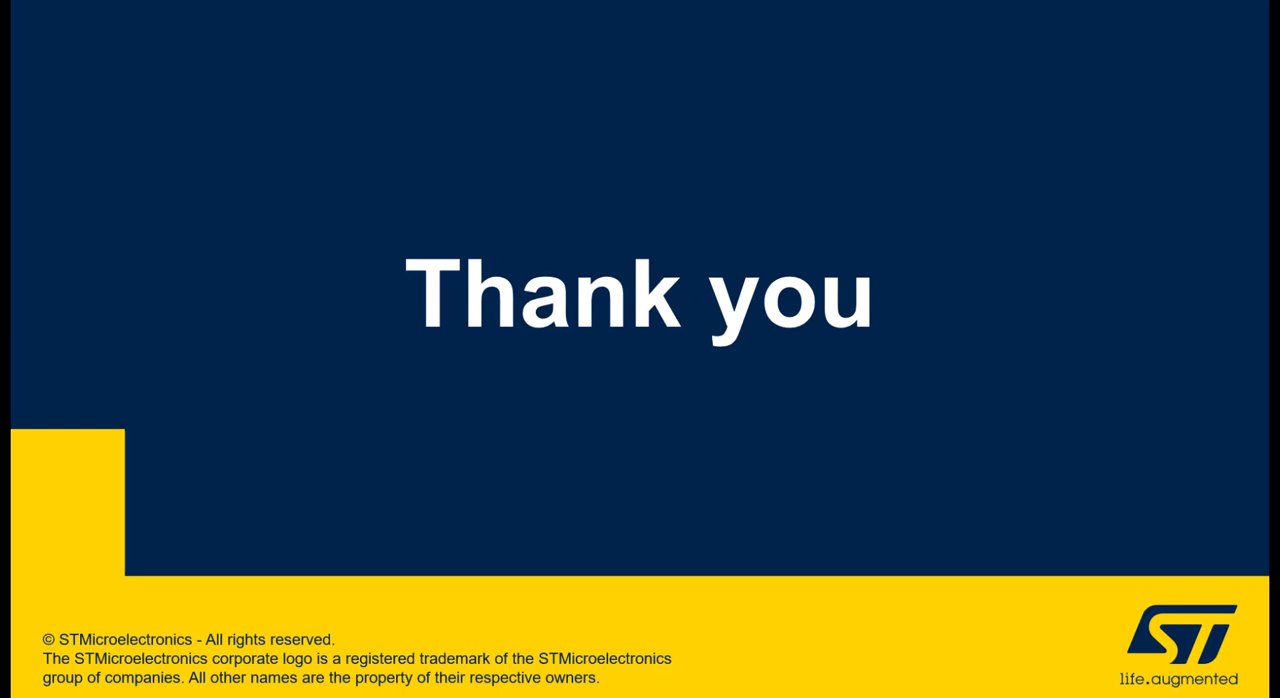 Thank you
© STMicroelectronics - All rights reserved.
The STMicroelectronics corporate logo is a registered trademark of the STMicroelectronics
group of companies. All other names are the property of their respective owners.
ST
life.augmented